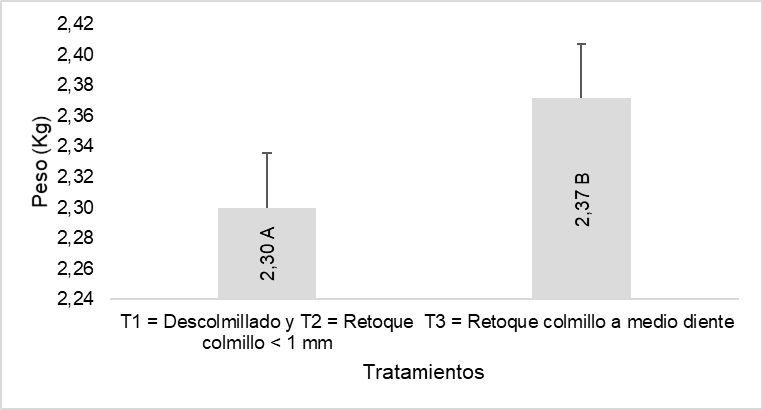 2,42
2,40
2,38
2,36
2,34
2,32
2,30
2,28
2,26
2,24
Peso (Kg)
2,30 A
2,37 B
T1 = Descolmillado y T2 = Retoque
colmillo < 1 mm
T3 = Retoque colmillo a medio diente
Tratamientos